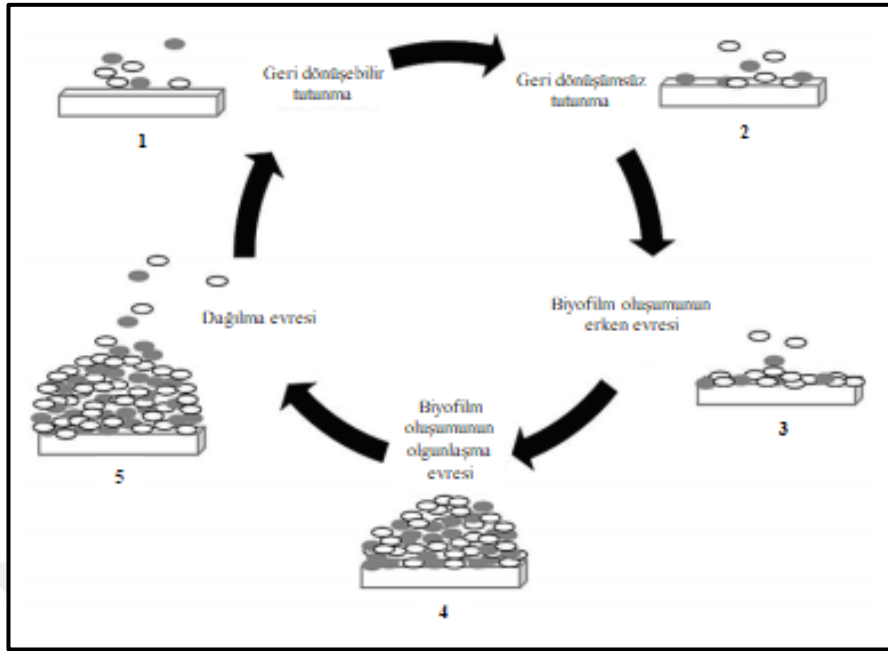 Geri dönüşebilir
tutunma
1
Geri dönüşümsüz
tutunma
2
Biyofilm oluşumunun
erken evresi
3
Biyofilm
oluşumunun
olgunlaşma
evresi
4
Dağılma evresi
5